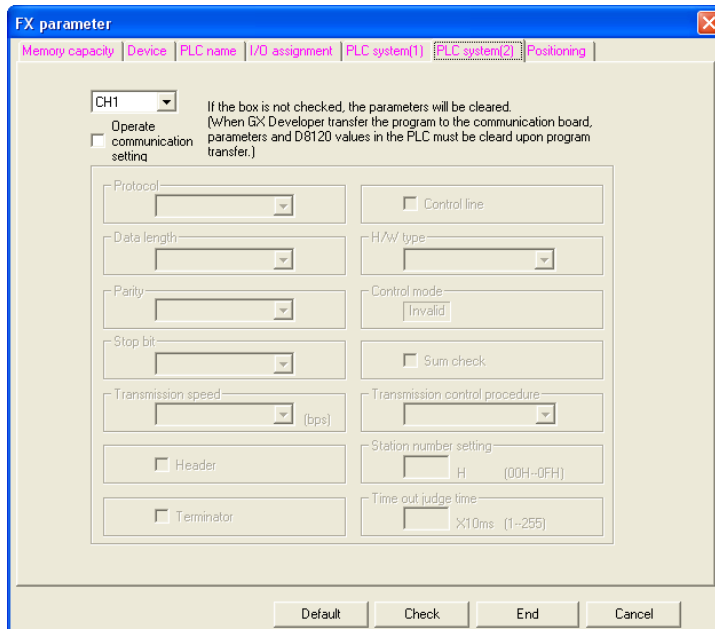 FX parameter
Memory capacity Device PLC name I/O assignment PLC system(1) PLC system(2) Positioning
CH1
If the box is not checked, the parameters will be cleared.
(When GX Developer transfer the program to the communication board,
parameters and D8120 values in the PLC must be cleard upon program
transfer.)
Operate
communication
setting
Protocol
Control line
Data length
H/W type
Parity
Control mode
Invalid
Stop bit
Sum check
Transmission speed
(bps)
Transmission control procedure
Header
Station number setting
H (00H--0FH)
Terminator
Time out judge time
X10ms (1--255)
Default Check End Cancel